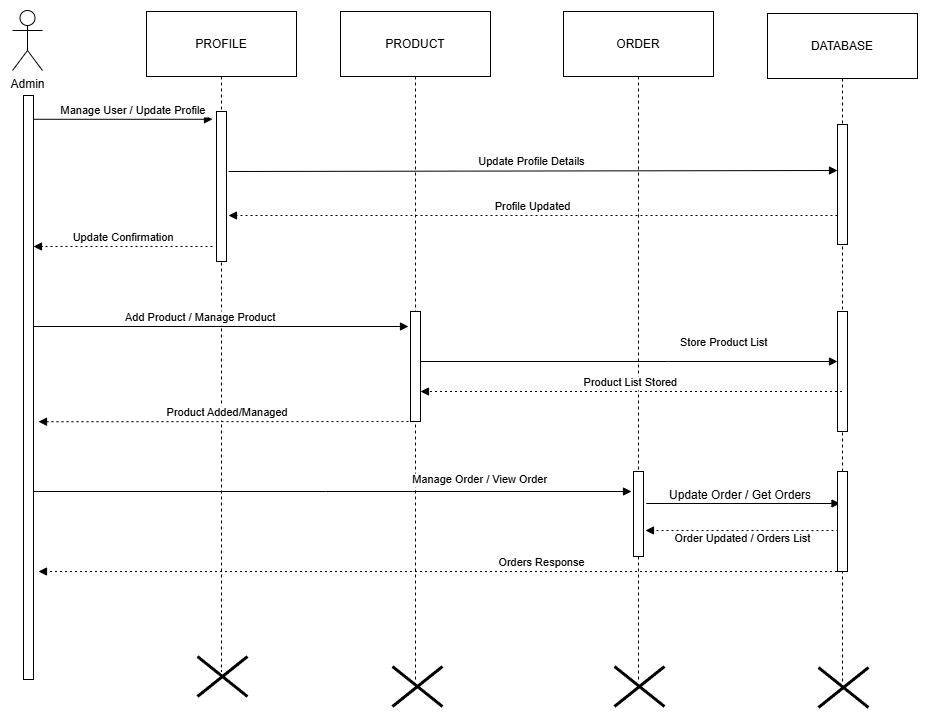 PROFILE
PRODUCT
ORDER
DATABASE
Admin
Manage User / Update Profile
Update Profile Details
Profile Updated
Update Confirmation
Add Product / Manage Product
Store Product List
Product List Stored
Product Added/Managed
Manage Order / View Order
Update Order / Get Orders
Order Updated / Orders List
Orders Response